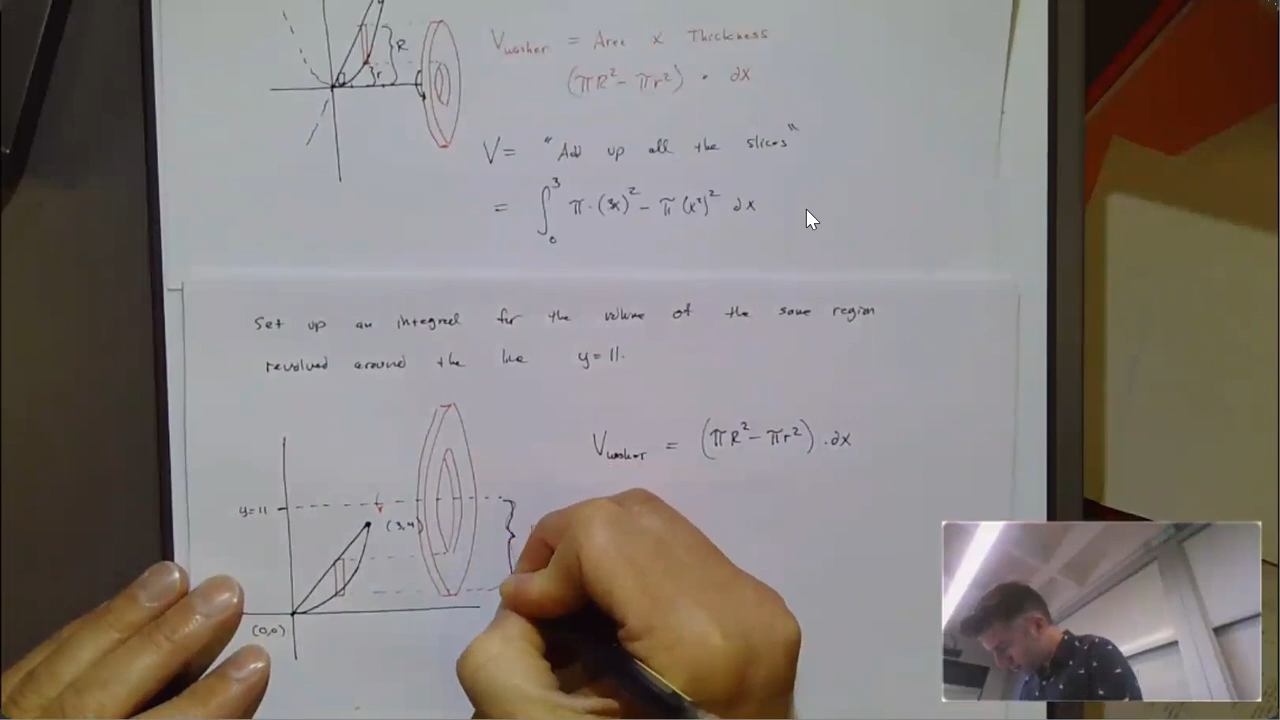 R
r
V washer = Area x Thickness
(πR² - πr²) · dx
V = "Add up all the slices"
= ∫₀³ π·(3x)² - π(x²)² dx
Set up an integral for the volume of the same region
revolved around the line y = 11.
V washer = (πR² - πr²) · dx
y=11
(3,9)
(0,0)